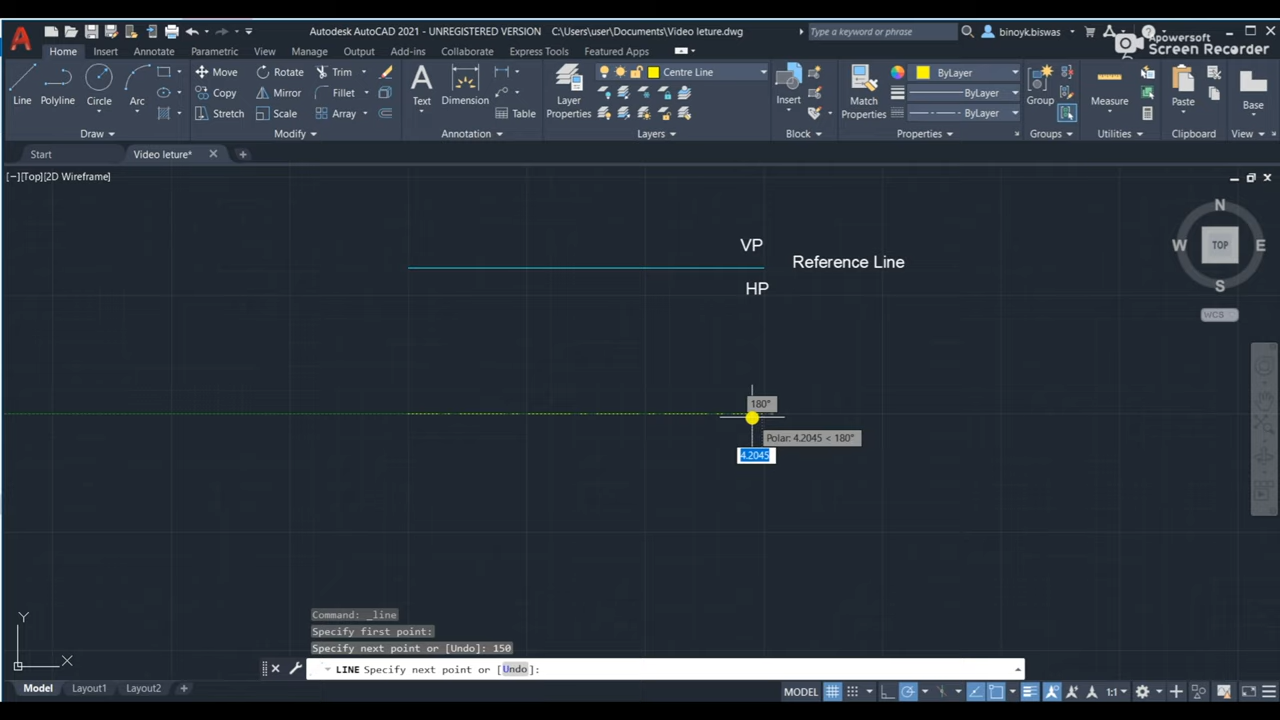 Autodesk AutoCAD 2021 - UNREGISTERED VERSION
C:\Users\user\Documents\Video leture.dwg
Type a keyword or phrase
binoyk.biswas
Apowersoft
Screen Recorder
Home Insert Annotate Parametric View Manage Output Add-ins Collaborate Express Tools Featured Apps
Line Polyline Circle Arc
Move Rotate Trim
Copy Mirror Fillet
Stretch Scale Array
Text Dimension Table
Layer
Properties
Centre Line
Insert
Match
Properties
ByLayer
ByLayer
ByLayer
Group Measure Paste Base
Draw Modify Annotation Layers Block Properties Groups Utilities Clipboard View
Start Video leture*
[−][Top][2D Wireframe]
N
W TOP E
S
WCS
VP
Reference Line
HP
180°
Polar: 4.2045 < 180°
4.2045
Command: _line
Specify first point:
Specify next point or [Undo]: 150
LINE Specify next point or [Undo]:
Y
X
Model Layout1 Layout2
MODEL 1:1